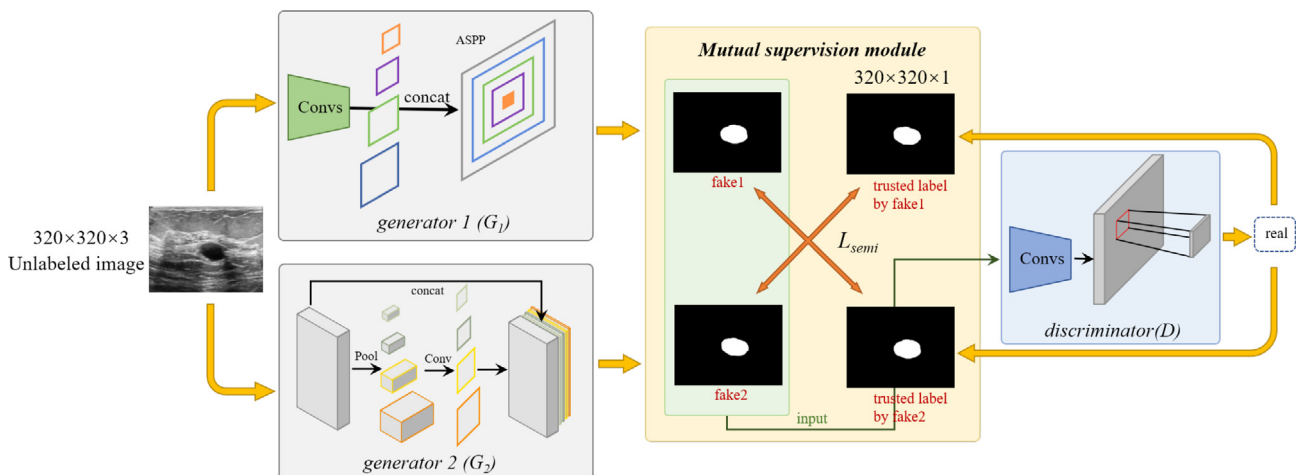 320×320×3
Unlabeled image
ASPP
Convs
concat
generator 1 (G1)
concat
Pool
Conv
generator 2 (G2)
Mutual supervision module
320×320×1
fake1
trusted label
by fake1
Lsemi
fake2
trusted label
by fake2
input
Convs
discriminator(D)
real